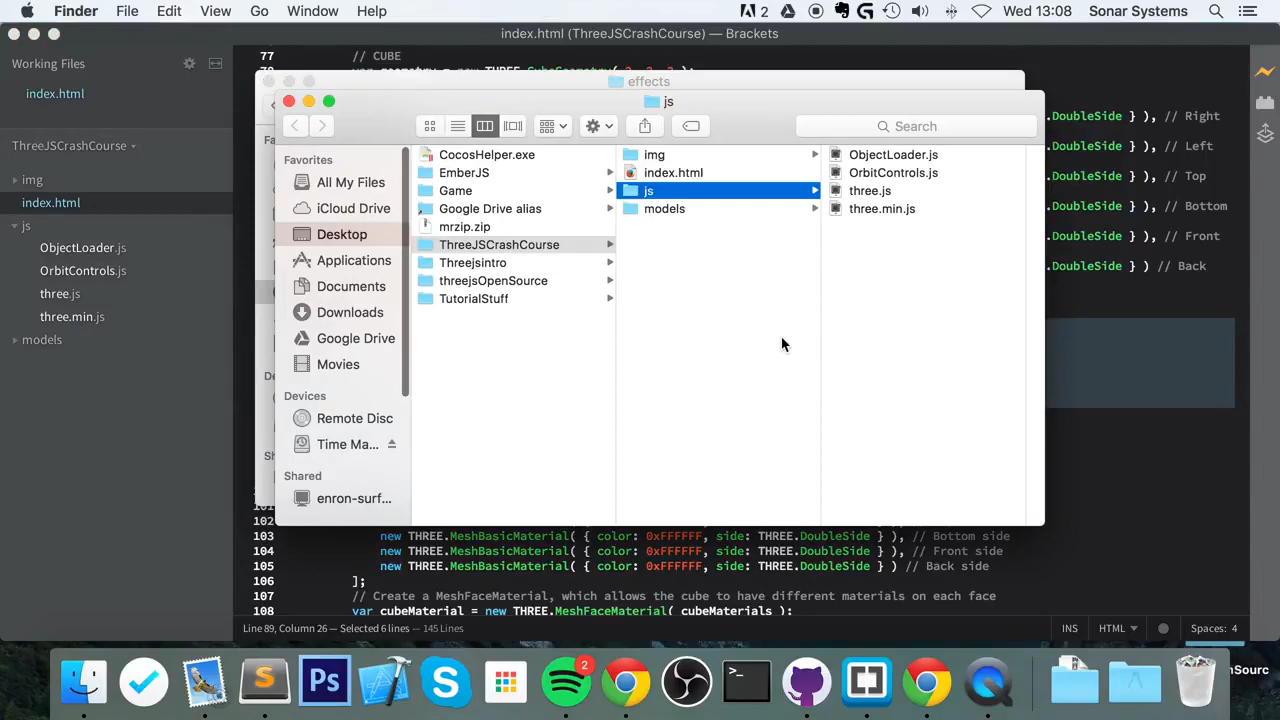 Finder File Edit View Go Window Help
2 Wed 13:08 Sonar Systems
index.html (ThreeJSCrashCourse) — Brackets
Working Files
index.html
ThreeJSCrashCourse
img
index.html
js
ObjectLoader.js
OrbitControls.js
three.js
three.min.js
models
77 // CUBE
effects
js
Search
Favorites
All My Files
iCloud Drive
Desktop
Applications
Documents
Downloads
Google Drive
Movies
Devices
Remote Disc
Time Ma...
Shared
enron-surf...
CocosHelper.exe
EmberJS
Game
Google Drive alias
mrzip.zip
ThreeJSCrashCourse
Threejsintro
threejsOpenSource
TutorialStuff
img
index.html
js
models
ObjectLoader.js
OrbitControls.js
three.js
three.min.js
.DoubleSide } ), // Right
.DoubleSide } ), // Left
.DoubleSide } ), // Top
.DoubleSide } ), // Bottom
.DoubleSide } ), // Front
.DoubleSide } ) // Back
102
103 new THREE.MeshBasicMaterial( { color: 0xFFFFFF, side: THREE.DoubleSide } ), // Bottom side
104 new THREE.MeshBasicMaterial( { color: 0xFFFFFF, side: THREE.DoubleSide } ), // Front side
105 new THREE.MeshBasicMaterial( { color: 0xFFFFFF, side: THREE.DoubleSide } ) // Back side
106 ];
107 // Create a MeshFaceMaterial, which allows the cube to have different materials on each face
108 var cubeMaterial = new THREE.MeshFaceMaterial( cubeMaterials );
Line 89, Column 26 — Selected 6 lines — 145 Lines
INS HTML Spaces: 4
Ps
2
nSourc